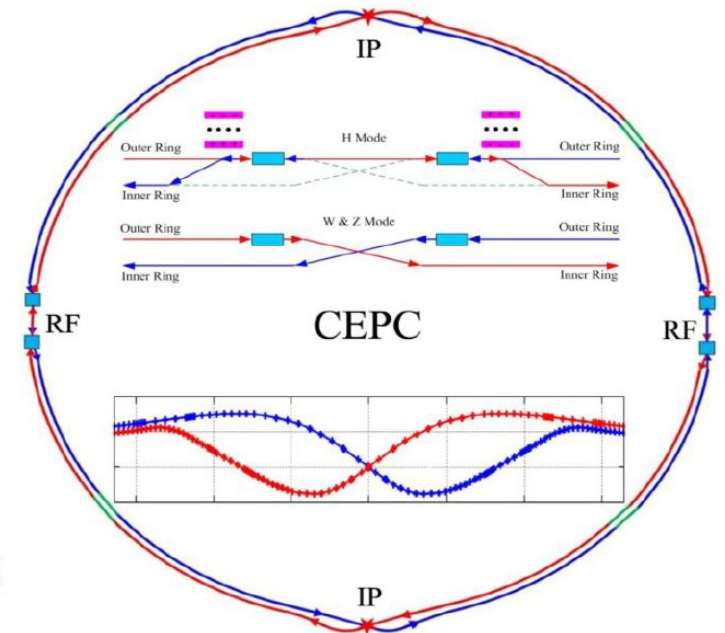 IP
H Mode
Outer Ring
Outer Ring
Inner Ring
Inner Ring
W & Z Mode
Outer Ring
Outer Ring
Inner Ring
Inner Ring
RF
CEPC
RF
IP